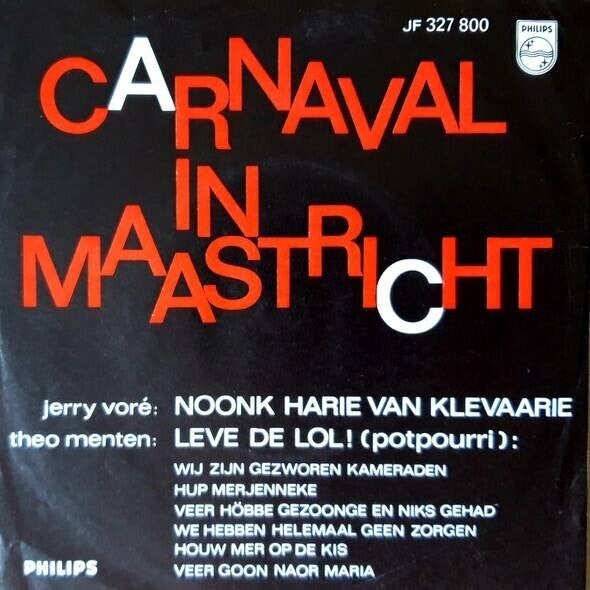 JF 327 800
PHILIPS
CARNAVAL
IN
MAASTRICHT
jerry voré: NOONK HARIE VAN KLEVAARIE
theo menten: LEVE DE LOL! (potpourri):
WIJ ZIJN GEZWOREN KAMERADEN
HUP MERJENNEKE
VEER HÖBBE GEZOONGE EN NIKS GEHAD
WE HEBBEN HELEMAAL GEEN ZORGEN
HOUW MER OP DE KIS
PHILIPS VEER GOON NAOR MARIA